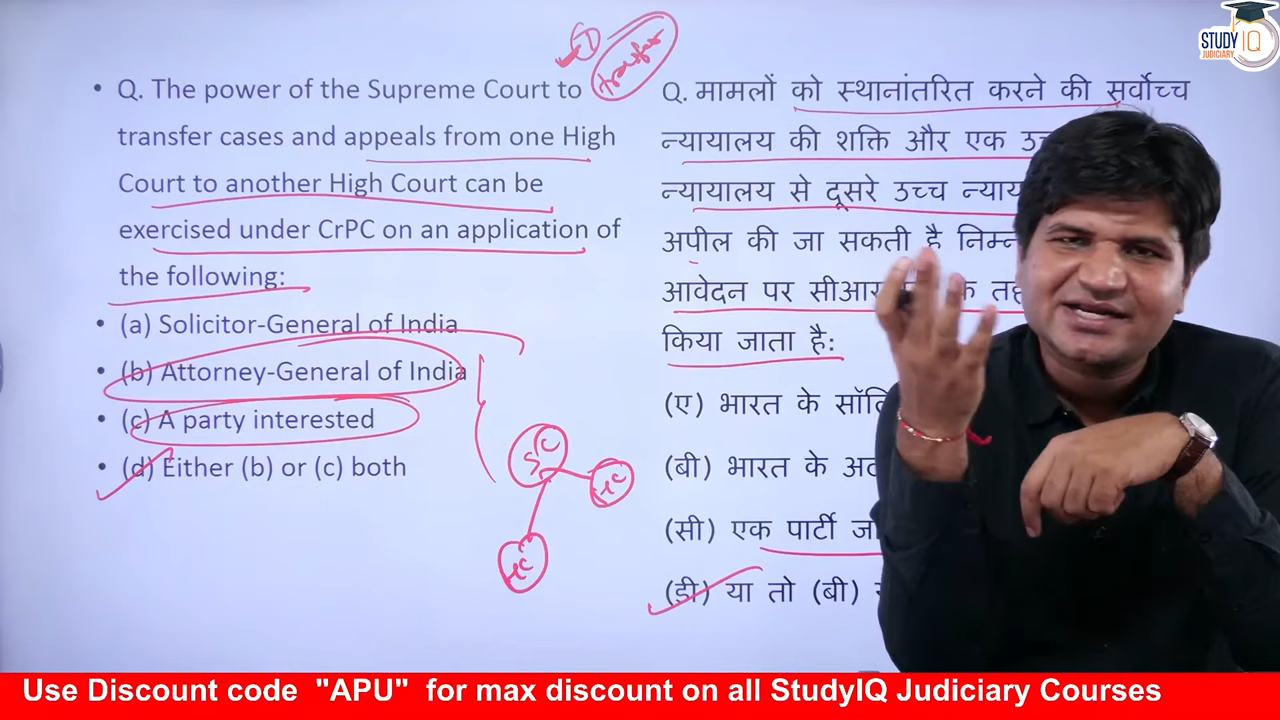 transfer
STUDY IQ
JUDICIARY
• Q. The power of the Supreme Court to
transfer cases and appeals from one High
Court to another High Court can be
exercised under CrPC on an application of
the following:
• (a) Solicitor-General of India
• (b) Attorney-General of India
• (c) A party interested
• (d) Either (b) or (c) both
SC
HC
HC
Q. मामलों को स्थानांतरित करने की सर्वोच्च
न्यायालय की शक्ति और एक
न्यायालय से दूसरे उच्च
अपील की जा सकती है
आवेदन पर
किया जाता है:
(ए) भारत के
(बी) भारत के
(सी) एक पार्टी
(डी) या तो (बी)
Use Discount code "APU" for max discount on all StudyIQ Judiciary Courses